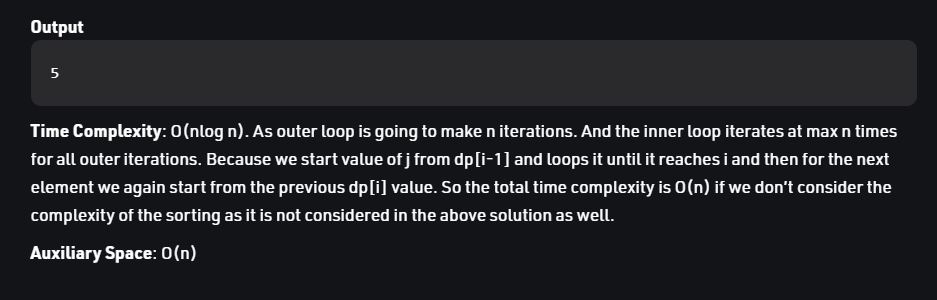 Output
5
Time Complexity: O(nlog n). As outer loop is going to make n iterations. And the inner loop iterates at max n times
for all outer iterations. Because we start value of j from dp[i-1] and loops it until it reaches i and then for the next
element we again start from the previous dp[i] value. So the total time complexity is O(n) if we don't consider the
complexity of the sorting as it is not considered in the above solution as well.
Auxiliary Space: O(n)